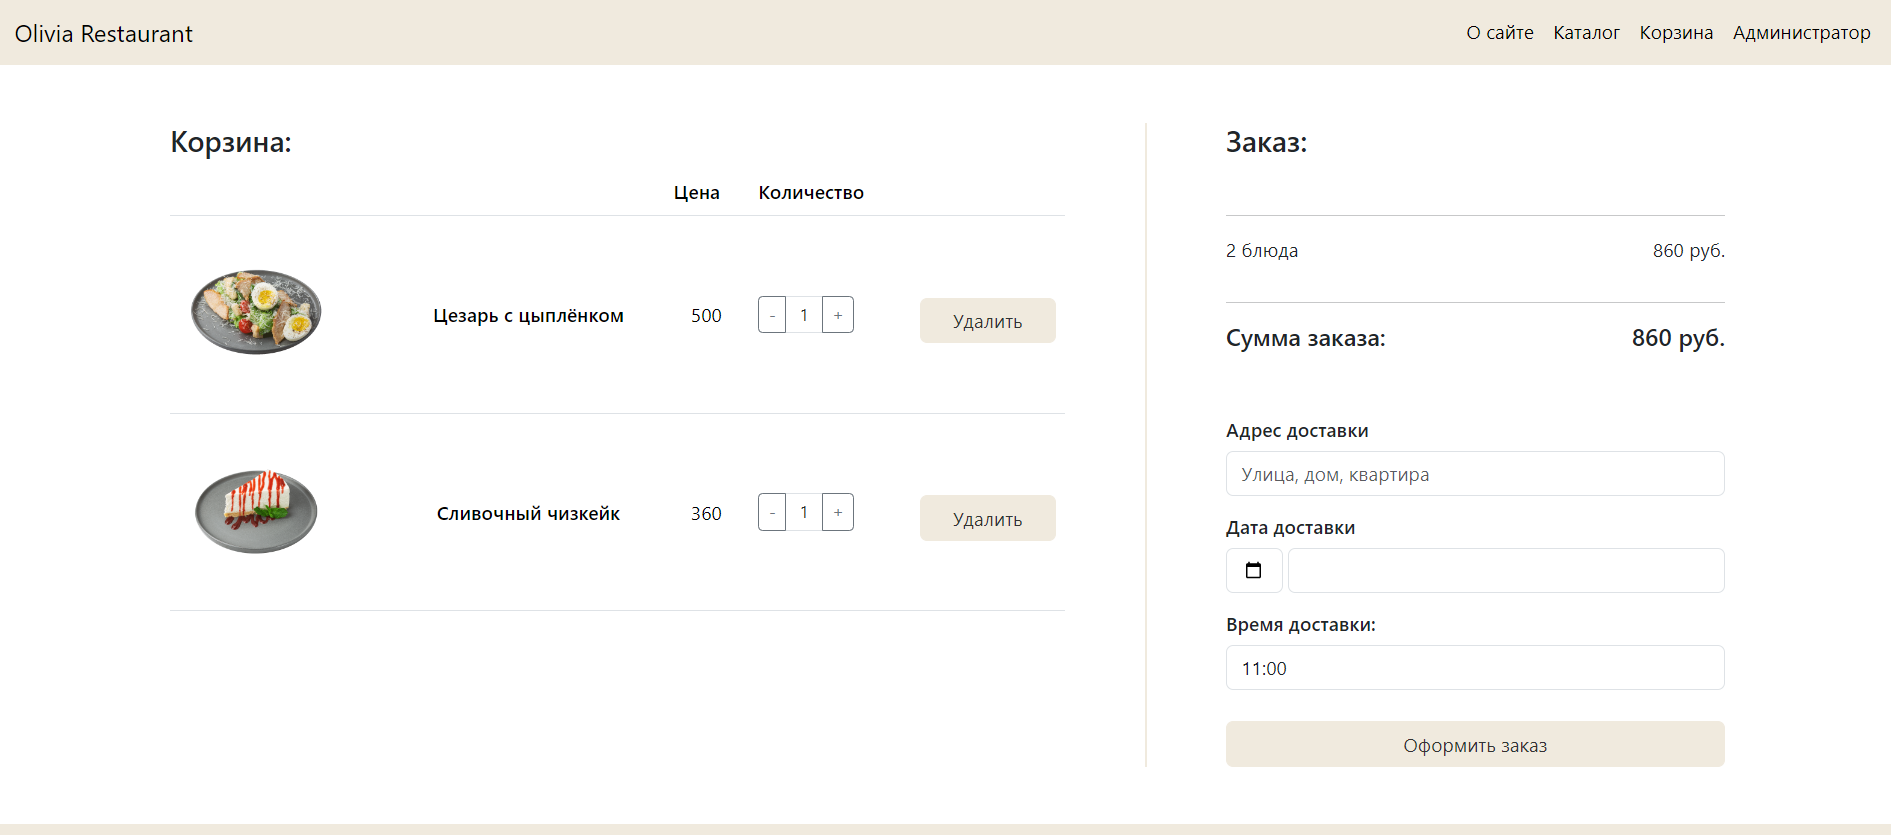 Olivia Restaurant
О сайте Каталог Корзина Администратор
Корзина:
Цена Количество
Цезарь с цыплёнком 500 - 1 + Удалить
Сливочный чизкейк 360 - 1 + Удалить
Заказ:
2 блюда 860 руб.
Сумма заказа: 860 руб.
Адрес доставки
Улица, дом, квартира
Дата доставки
Время доставки:
11:00
Оформить заказ